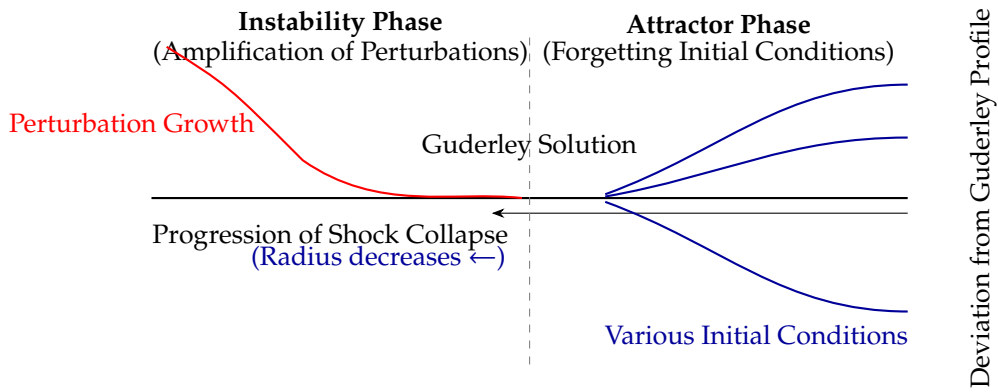 Instability Phase
(Amplification of Perturbations)
Attractor Phase
(Forgetting Initial Conditions)
Perturbation Growth
Guderley Solution
Progression of Shock Collapse
(Radius decreases ←)
Various Initial Conditions
Deviation from Guderley Profile